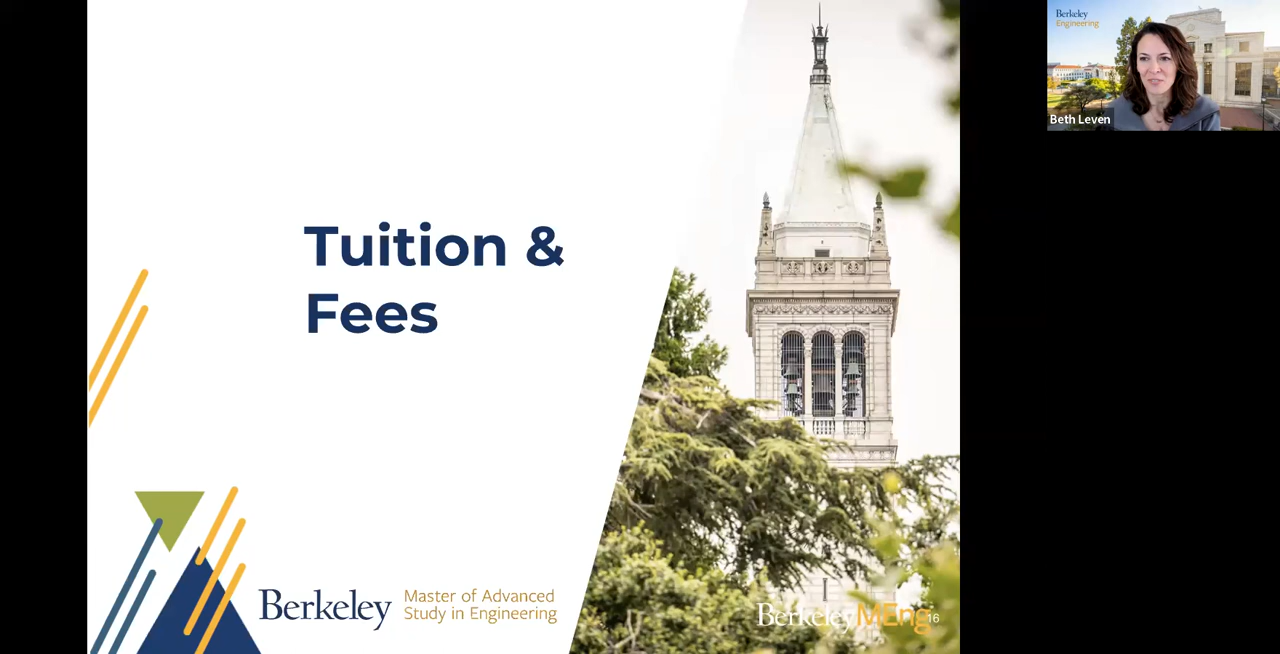 Tuition &
Fees
Berkeley
Master of Advanced
Study in Engineering
BerkeleyMEng
16
Berkeley
Engineering
Beth Leven